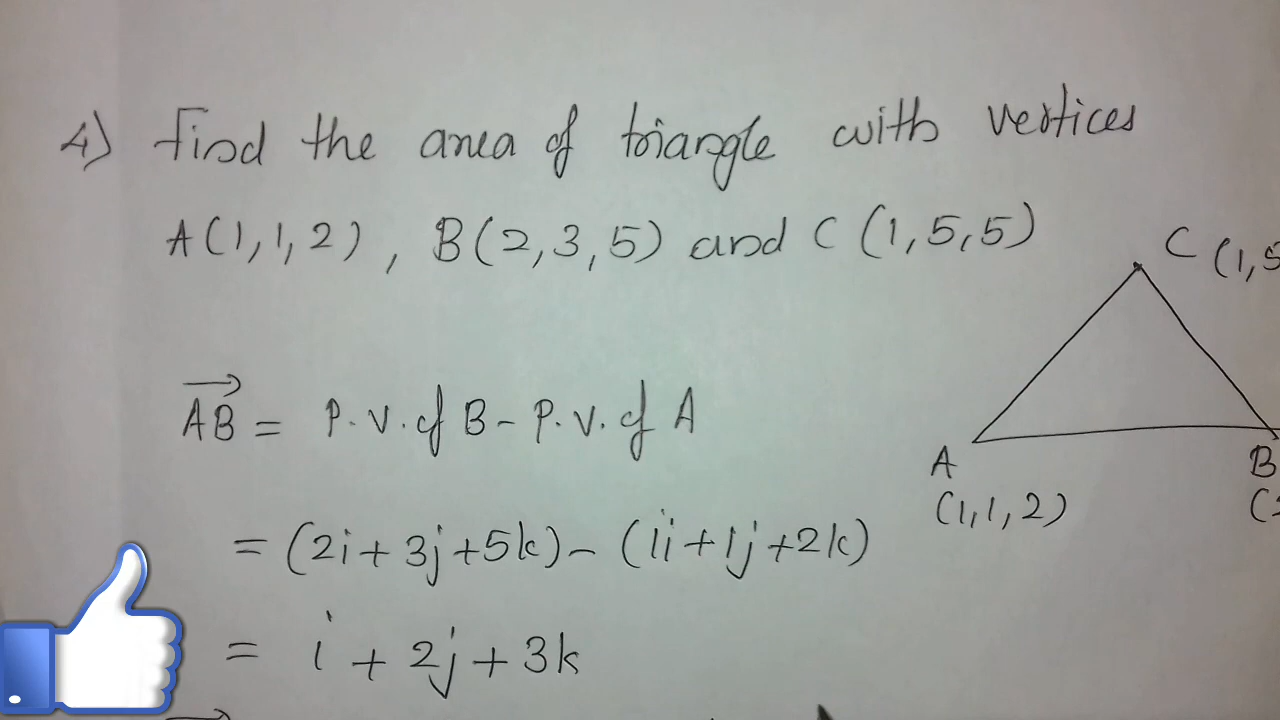 4) Find the area of triangle with vertices
A(1,1,2), B(2,3,5) and C(1,5,5)
C (1,5
AB = P.V. of B - P.V. of A
A
B
(1,1,2)
(2
= (2i + 3j + 5k) - (1i + 1j + 2k)
= i + 2j + 3k